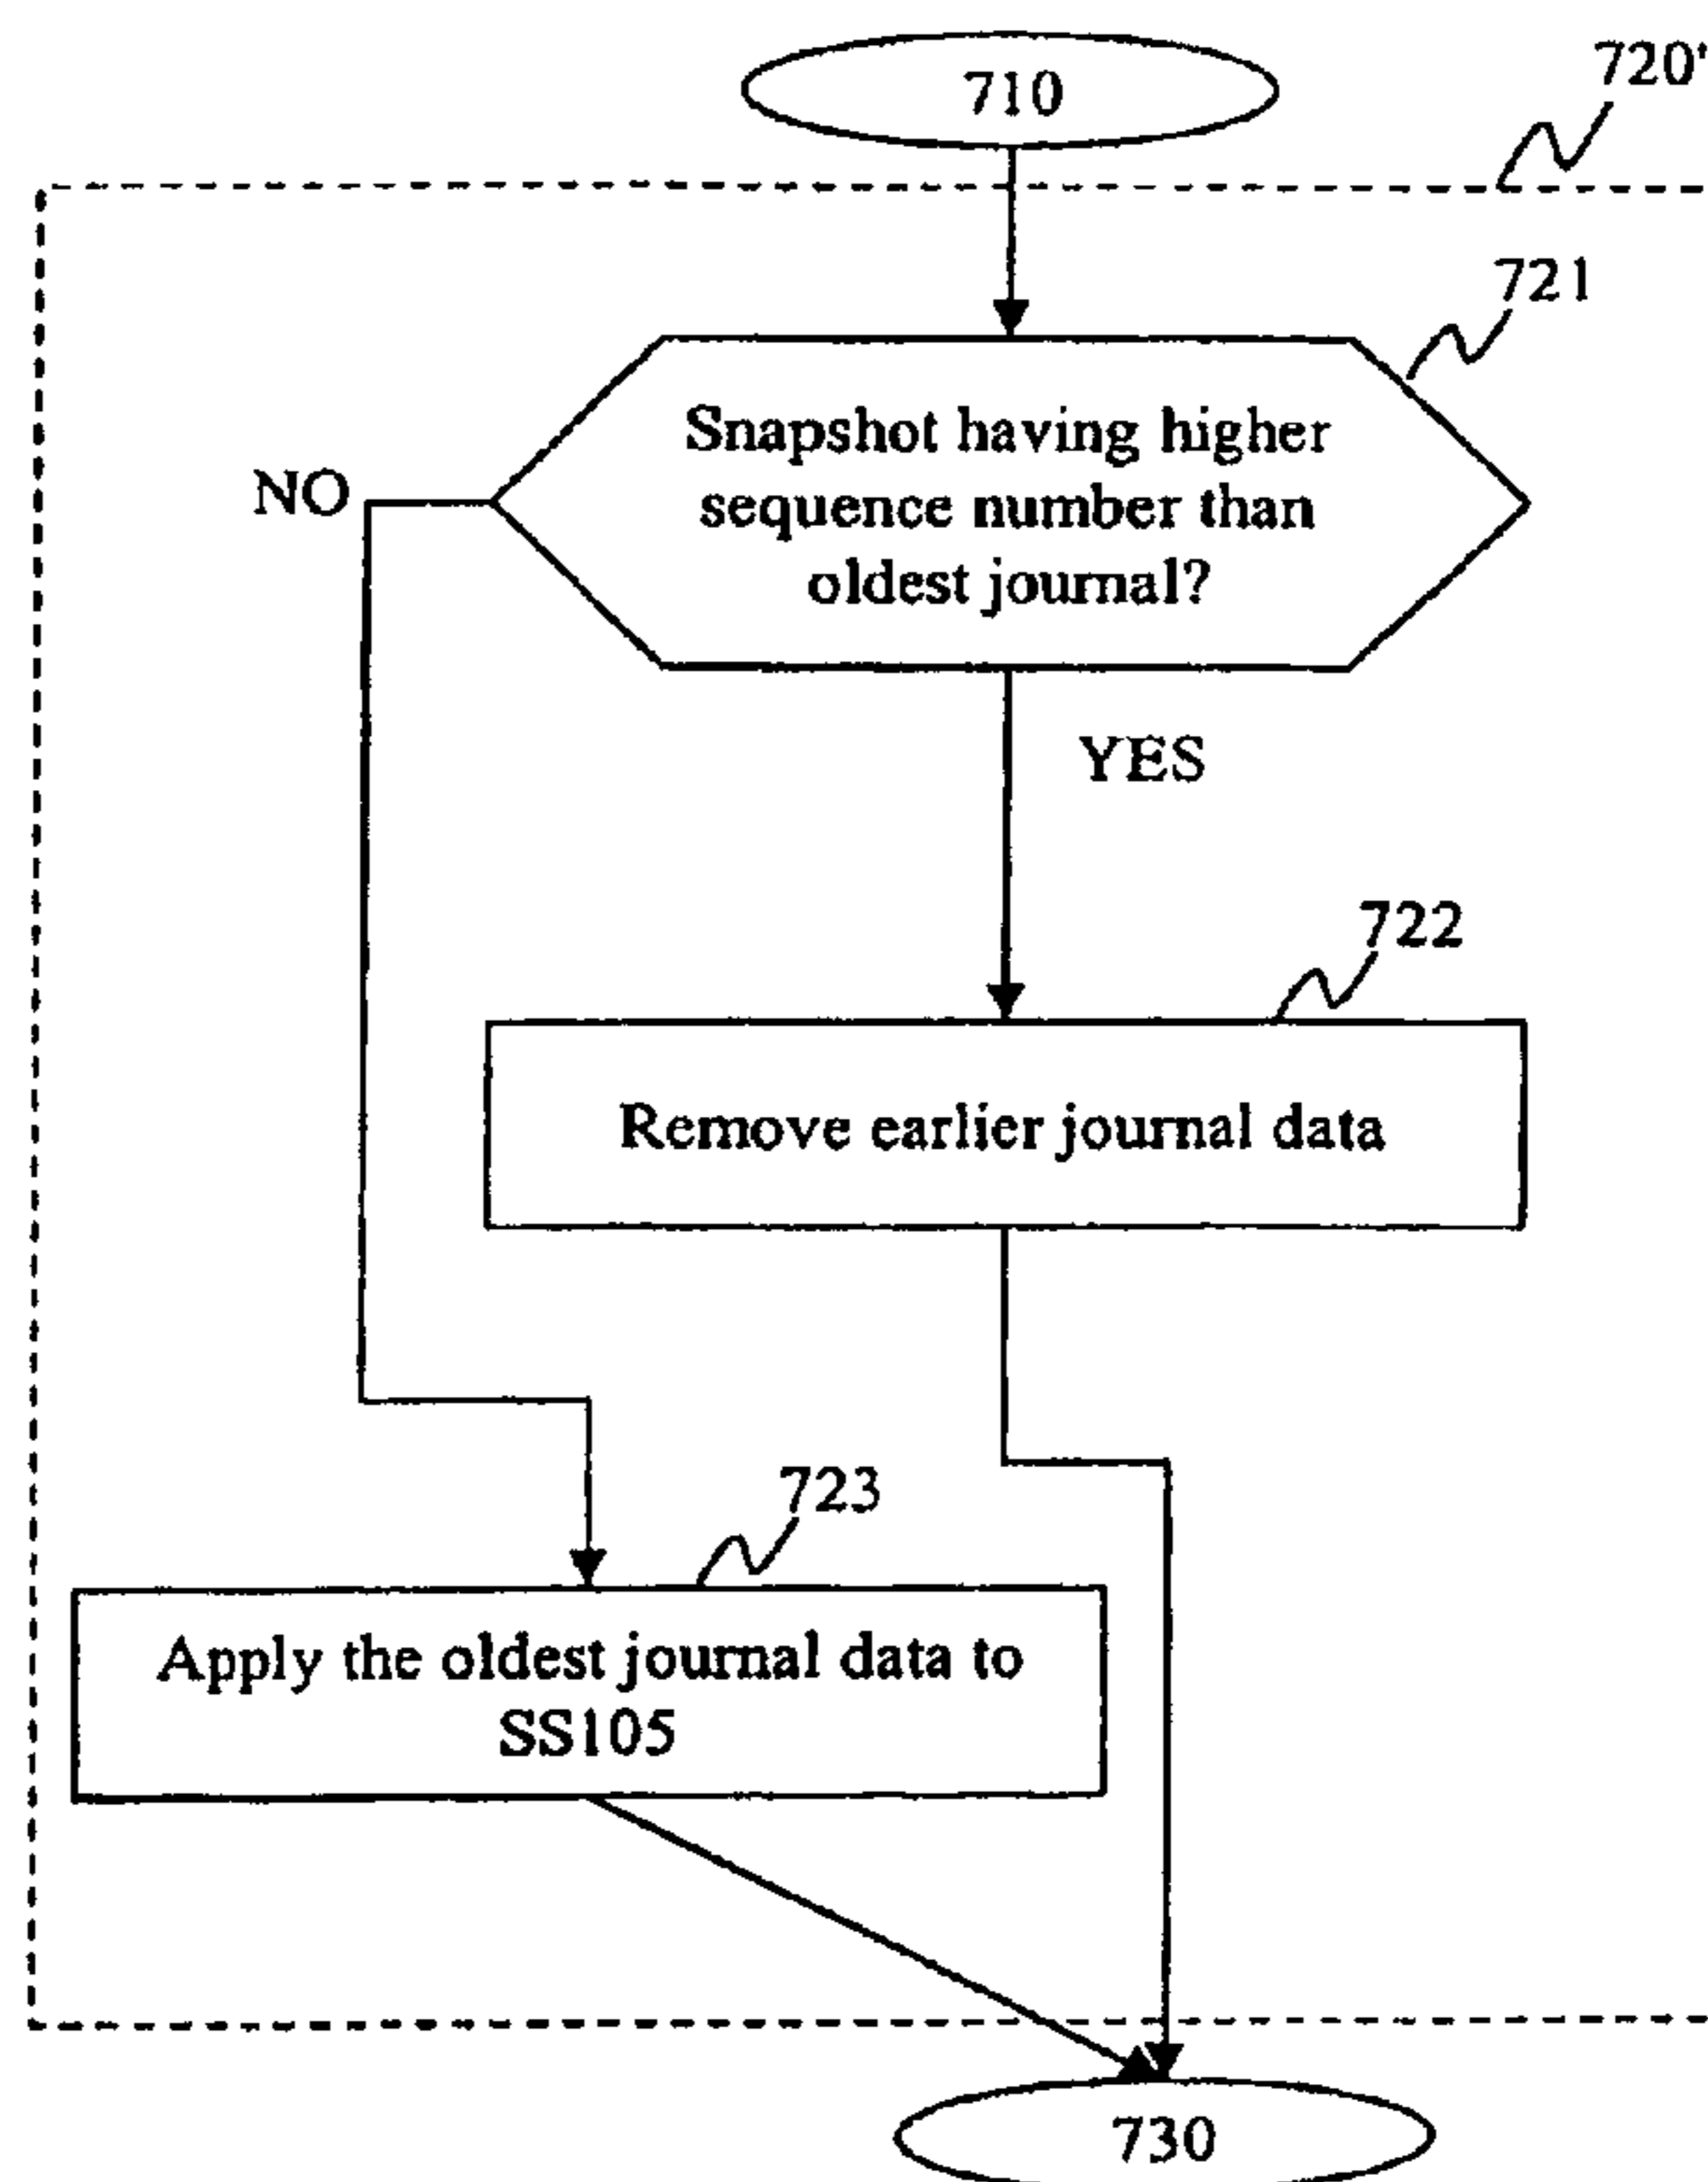 710
720'
721
Snapshot having higher
sequence number than
oldest journal?
NO
YES
722
Remove earlier journal data
723
Apply the oldest journal data to
SS105
730